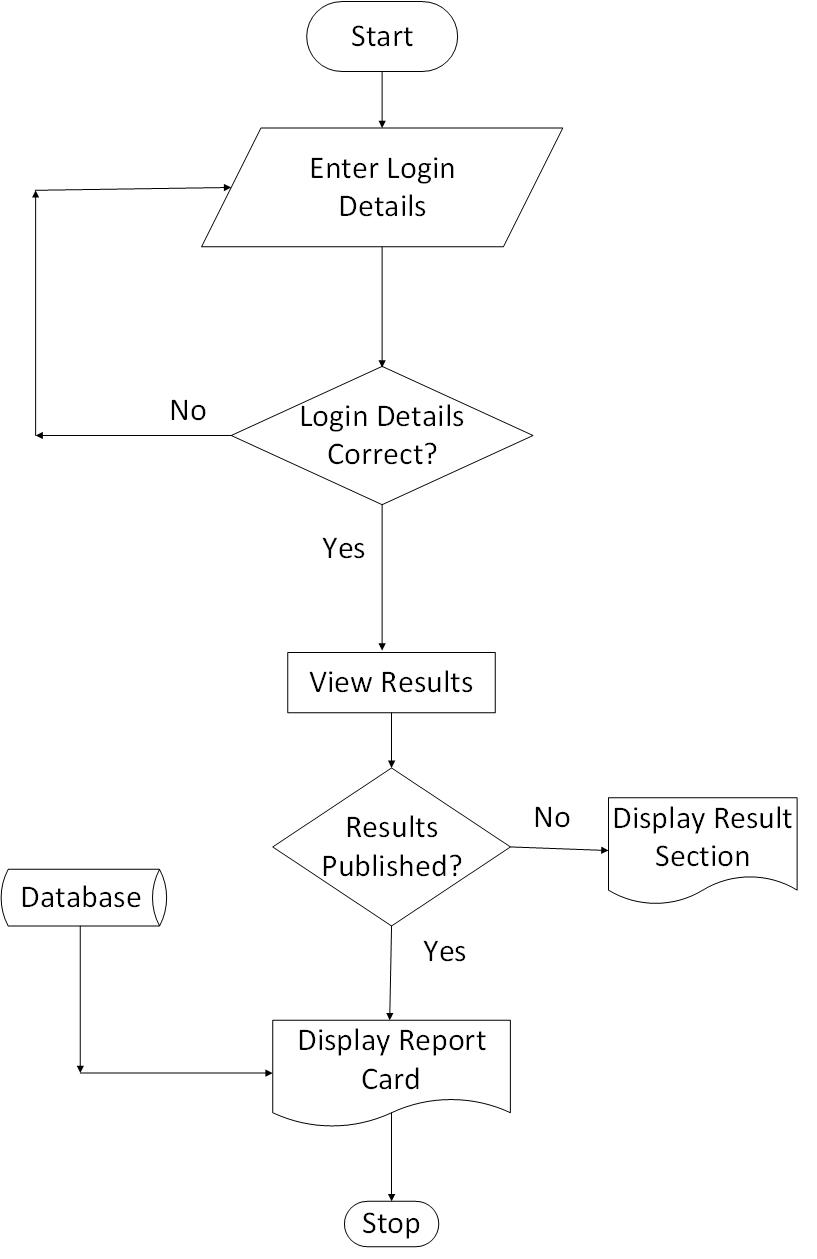 Start
Enter Login
Details
No
Login Details
Correct?
Yes
View Results
Results
Published?
No
Display Result
Section
Database
Yes
Display Report
Card
Stop